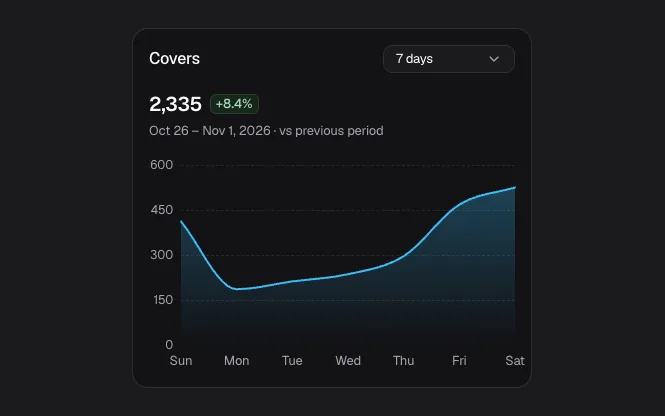 Covers
7 days
2,335 +8.4%
Oct 26 – Nov 1, 2026 · vs previous period
600
450
300
150
0
Sun Mon Tue Wed Thu Fri Sat